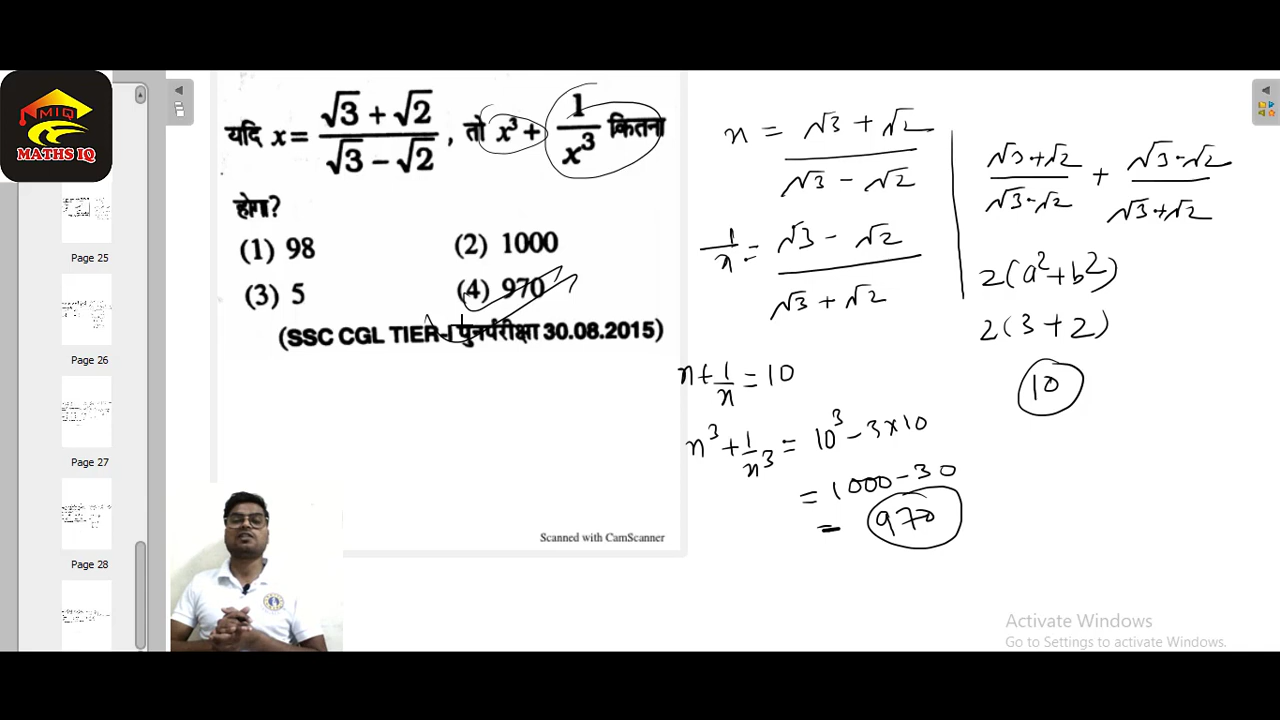 MIQ
MATHS IQ
यदि x = √3 + √2 / √3 − √2 , तो x³ + 1/x³ कितना
होगा?
(1) 98 (2) 1000
(3) 5 (4) 970
(SSC CGL TIER-I पुनर्परीक्षा 30.08.2015)
Scanned with CamScanner
x = √3 + √2 / √3 − √2
1/x = √3 − √2 / √3 + √2
x + 1/x = 10
x³ + 1/x³ = 10³ − 3×10
= 1000 − 30
= 970
√3+√2 / √3−√2 + √3−√2 / √3+√2
2(a²+b²)
2(3+2)
10
Page 25
Page 26
Page 27
Page 28
Activate Windows
Go to Settings to activate Windows.